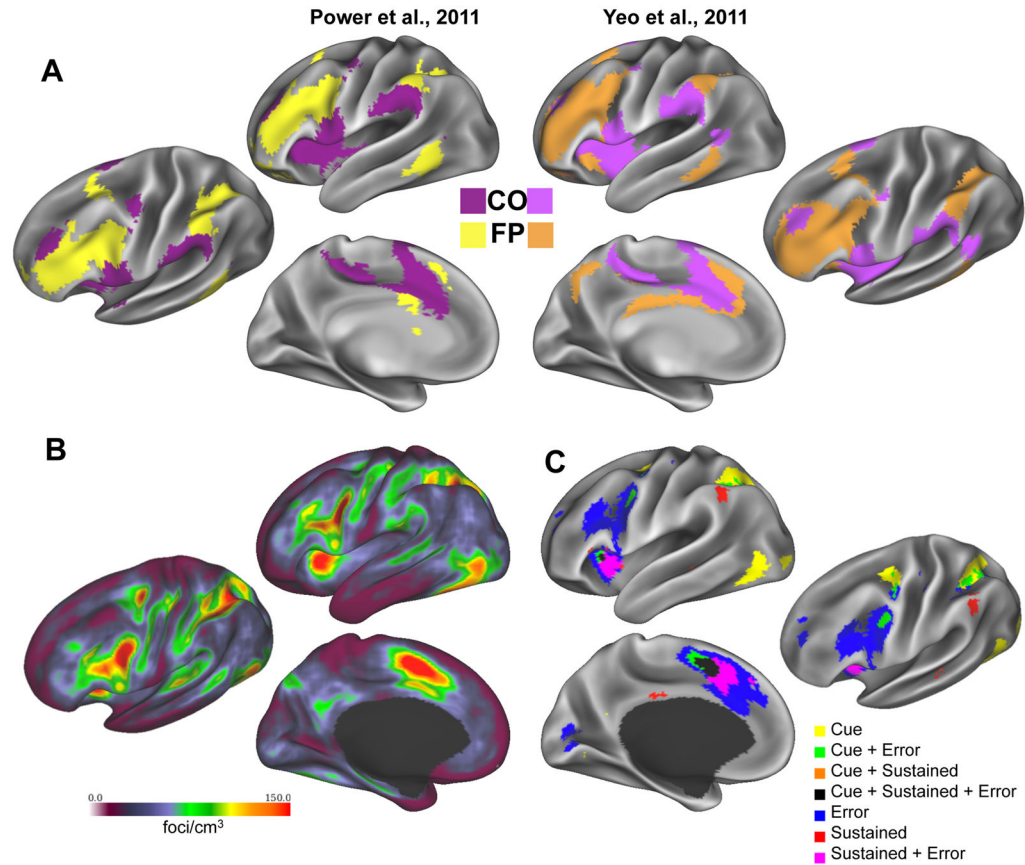 Power et al., 2011
Yeo et al., 2011
A
CO
FP
B
C
0.0
150.0
foci/cm³
Cue
Cue + Error
Cue + Sustained
Cue + Sustained + Error
Error
Sustained
Sustained + Error